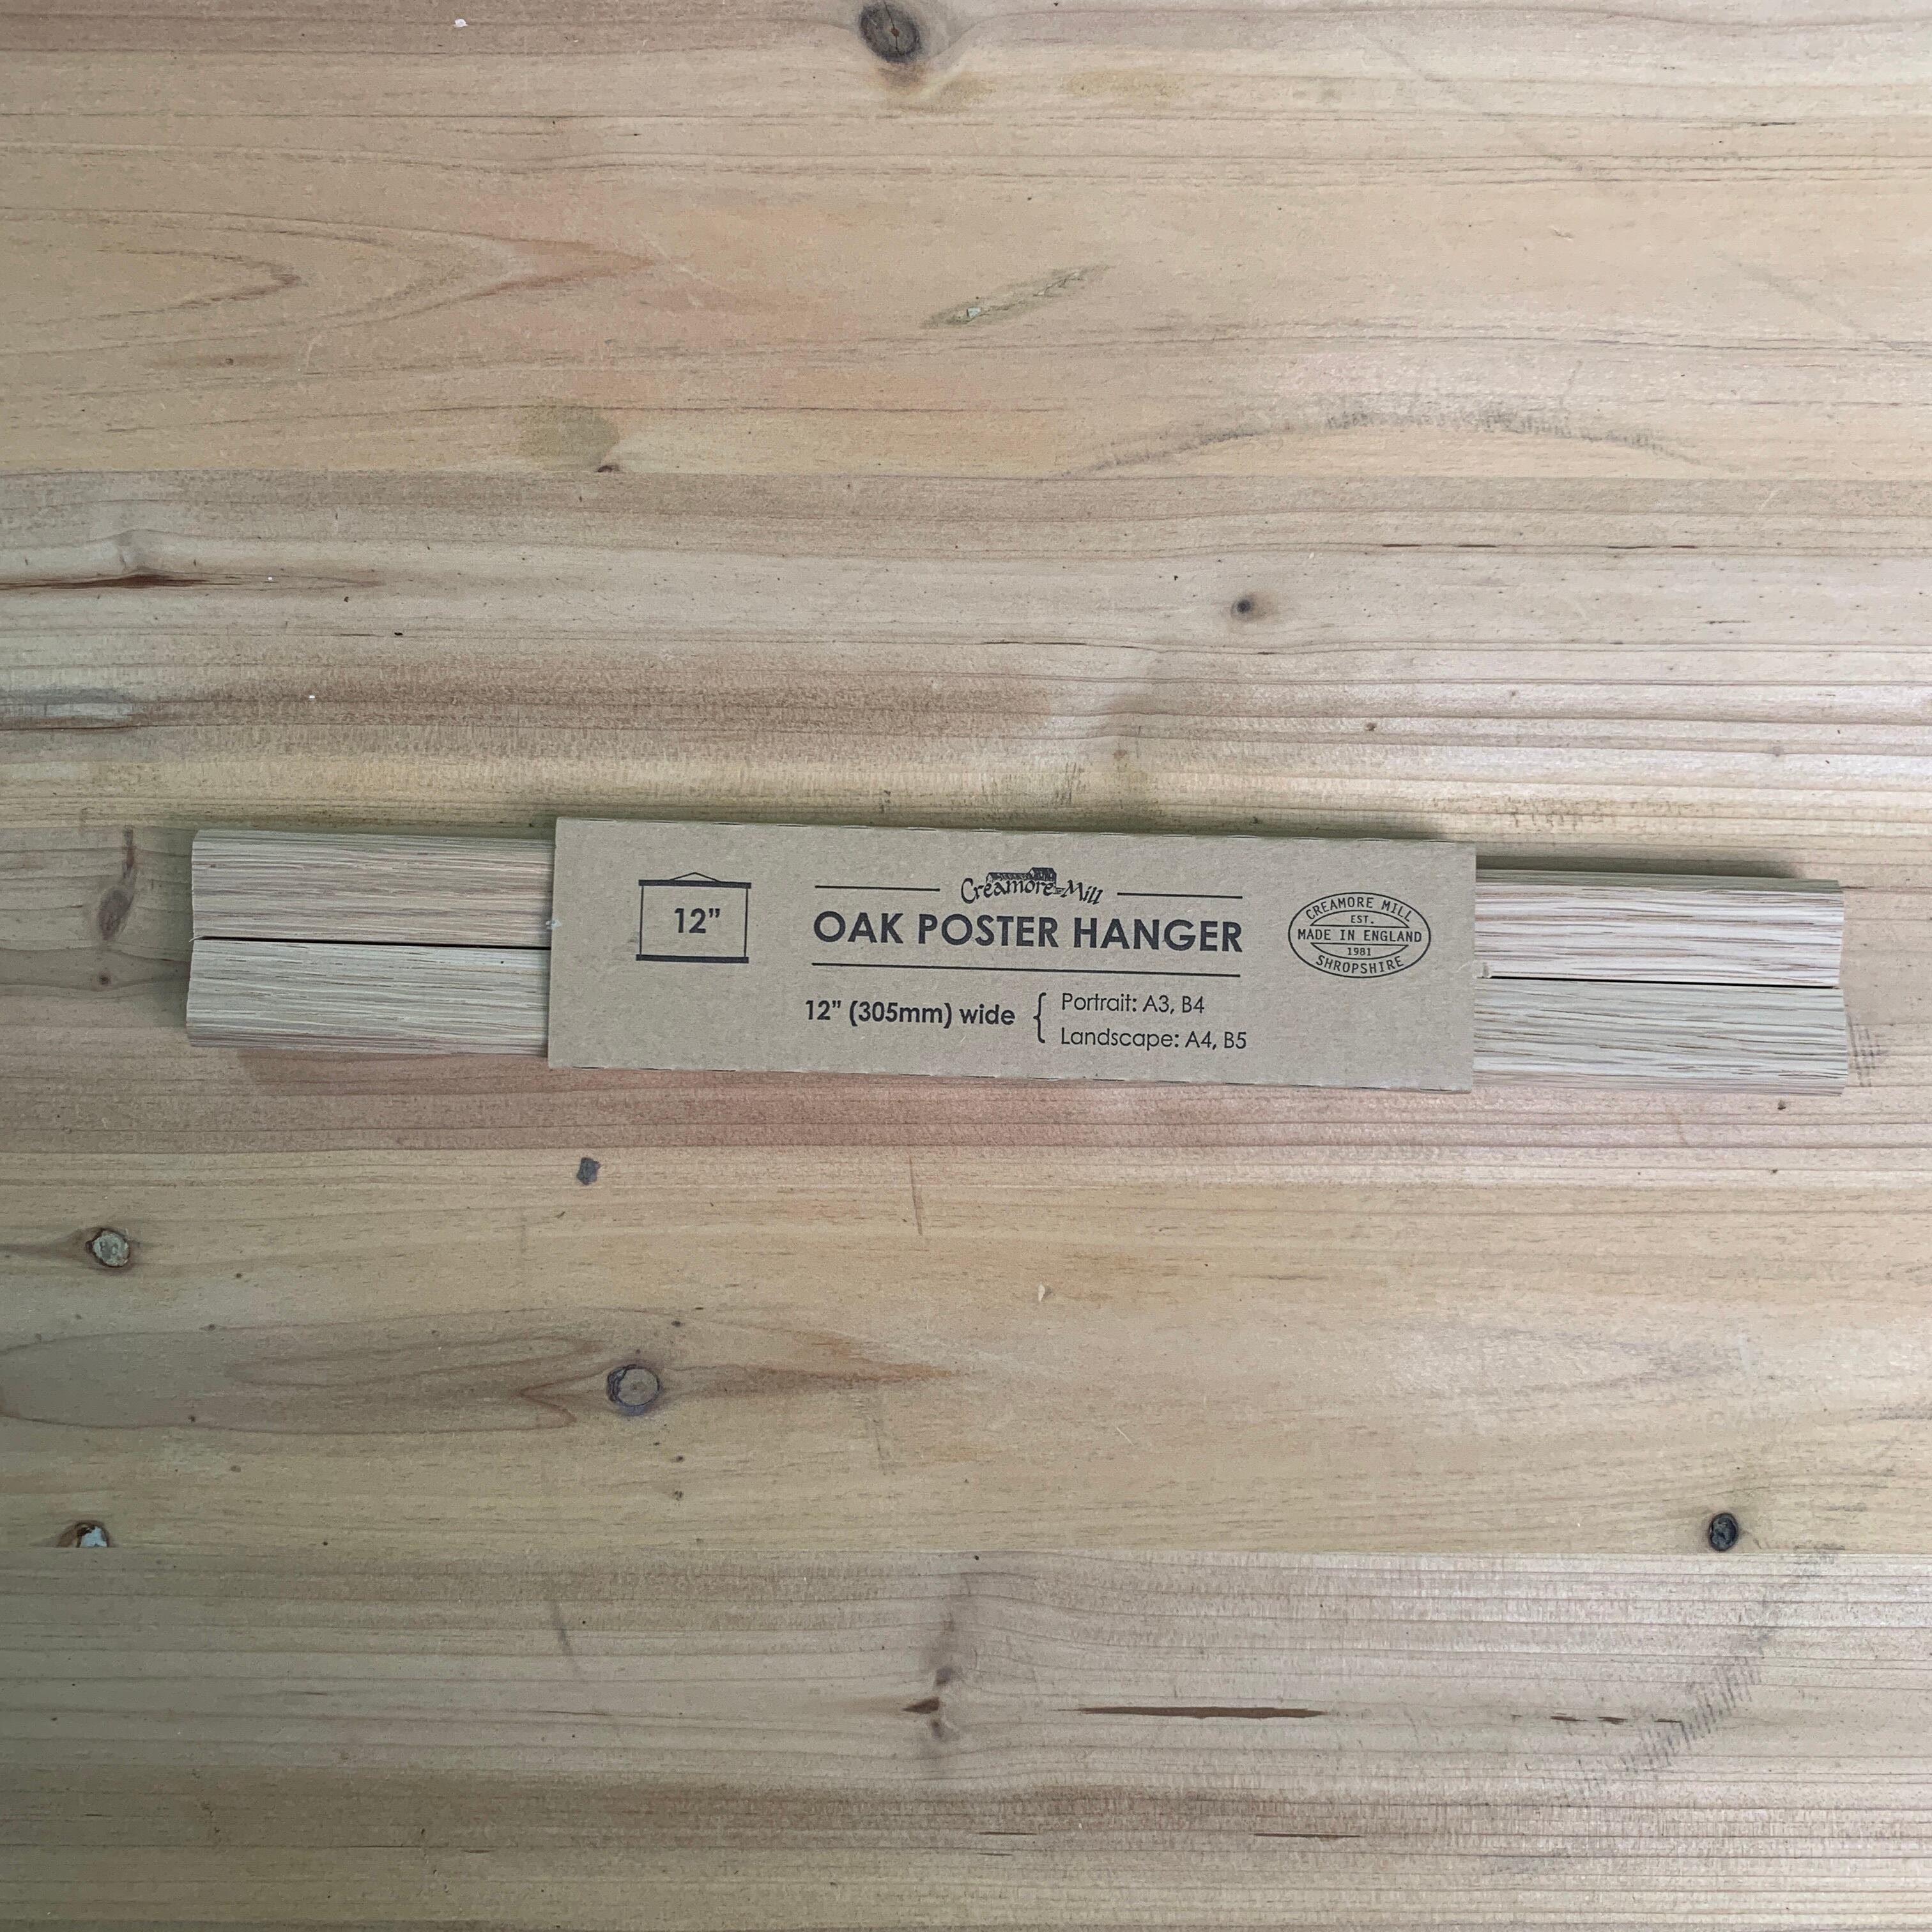 12”
Creamore Mill
OAK POSTER HANGER
12” (305mm) wide { Portrait: A3, B4
Landscape: A4, B5
CREAMORE MILL
EST.
MADE IN ENGLAND
1981
SHROPSHIRE